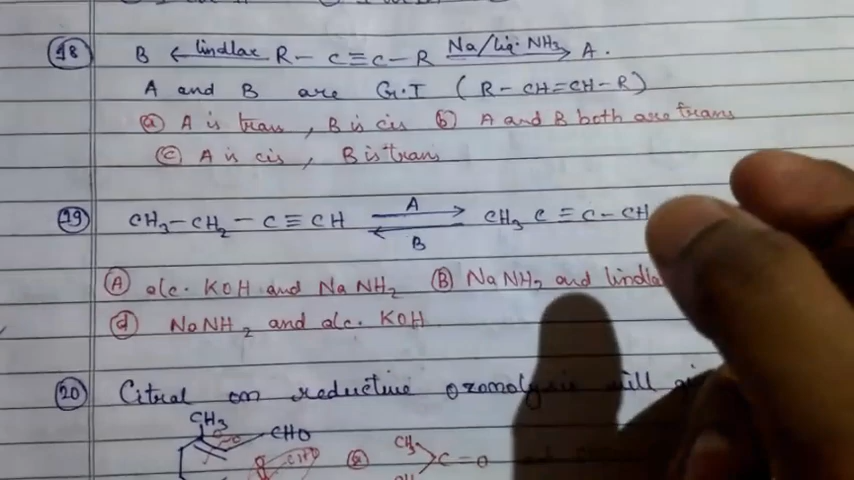 18 B ⟵ lindlar R - C≡C - R Na/liq. NH3 ⟶ A.
A and B are G.I (R - CH=CH-R)
a A is trans, B is cis b A and B both are trans
c A is cis, B is trans
19 CH3-CH2-C≡CH A ⇌ B CH3 C≡C-CH
A alc. KOH and NaNH2 B NaNH2 and lindla
d NaNH2 and alc. KOH
20 Citral on reductive ozonolysis will
CH3
CHO
CHO
a CH3
C=O